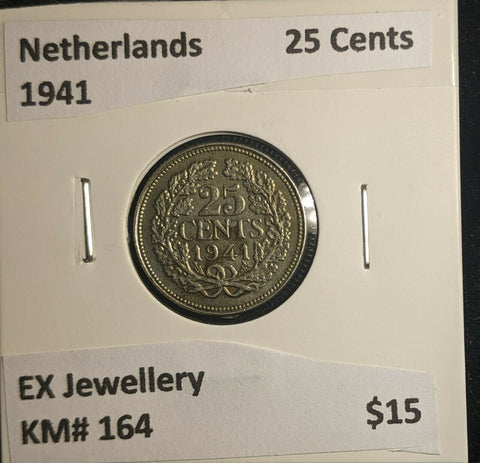 Netherlands 25 Cents
1941
25
CENTS
1941
EX Jewellery
KM# 164 $15